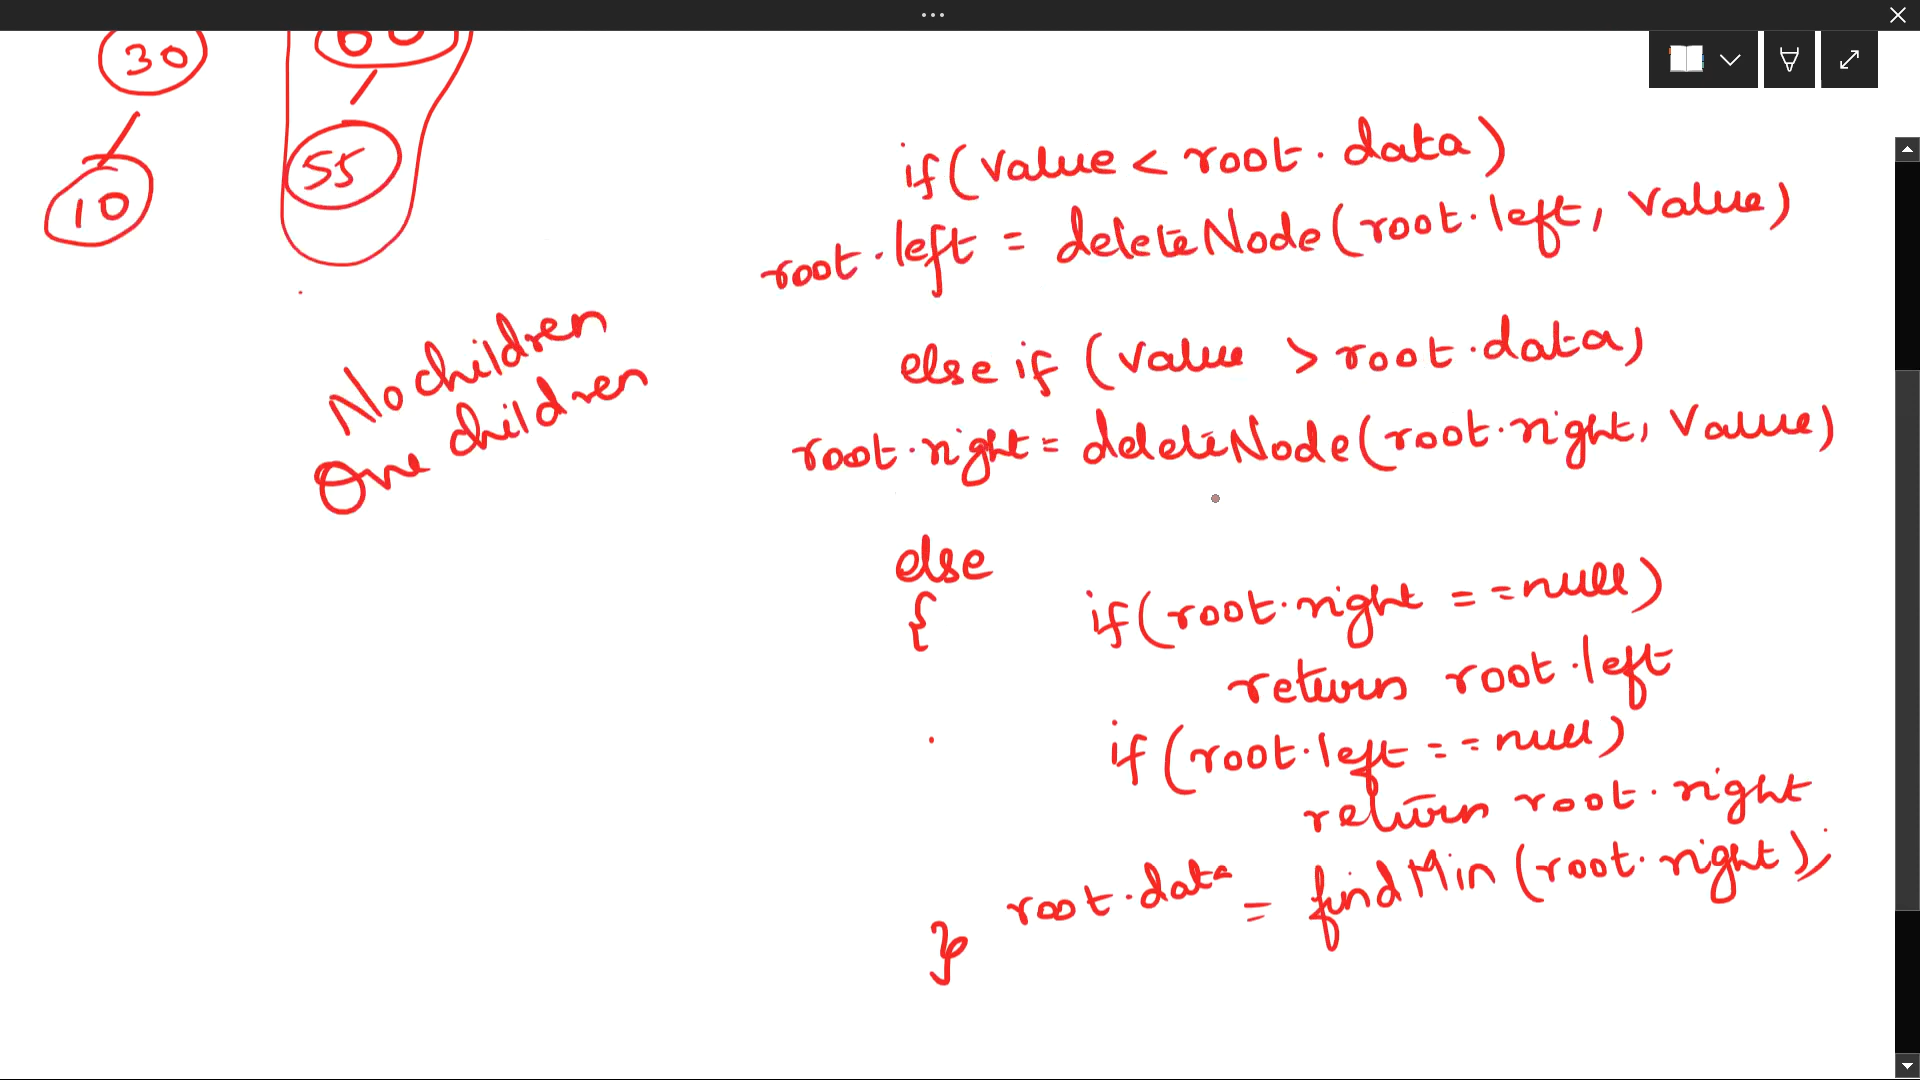 30
60
55
10
if(value < root.data)
root.left = deleteNode(root.left, value)
No children
One children
else if (value > root.data)
root.right = deleteNode(root.right, value)
else
{
if(root.right == null)
return root.left
if(root.left == null)
return root.right
root.data = findMin(root.right);
}